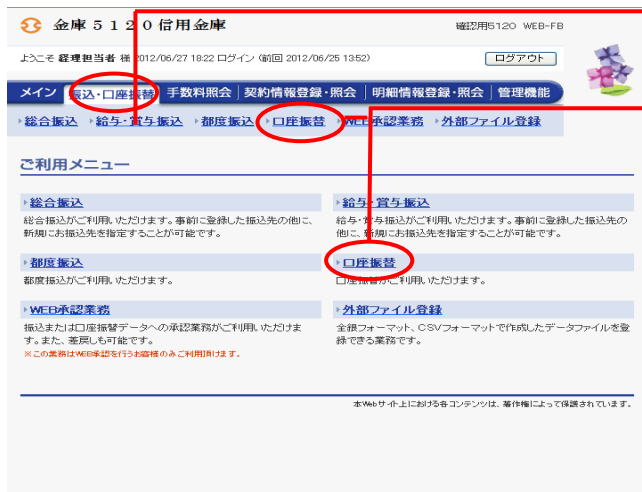 金庫５１２０信用金庫
確認用5120 WEB-FB
ようこそ 経理担当者 様 2012/06/27 18:22 ログイン (前回 2012/06/25 13:52)
ログアウト
メイン 振込・口座振替 手数料照会 契約情報登録・照会 明細情報登録・照会 管理機能
総合振込 給与・賞与振込 都度振込 口座振替 WEB承認業務 外部ファイル登録
ご利用メニュー
総合振込
総合振込がご利用いただけます。事前に登録した振込先の他に、
新規にお振込先を指定することが可能です。
給与・賞与振込
給与・賞与振込がご利用いただけます。事前に登録した振込先の
他に、新規にお振込先を指定することが可能です。
都度振込
都度振込がご利用いただけます。
口座振替
口座振替がご利用いただけます。
WEB承認業務
振込または口座振替データへの承認業務がご利用いただけま
す。また、差戻しも可能です。
※この業務はWEB承認を行うお客様のみご利用頂けます。
外部ファイル登録
全銀フォーマット、CSVフォーマットで作成したデータファイルを登
録できる業務です。
本Webサイト上における各コンテンツは、著作権によって保護されています。